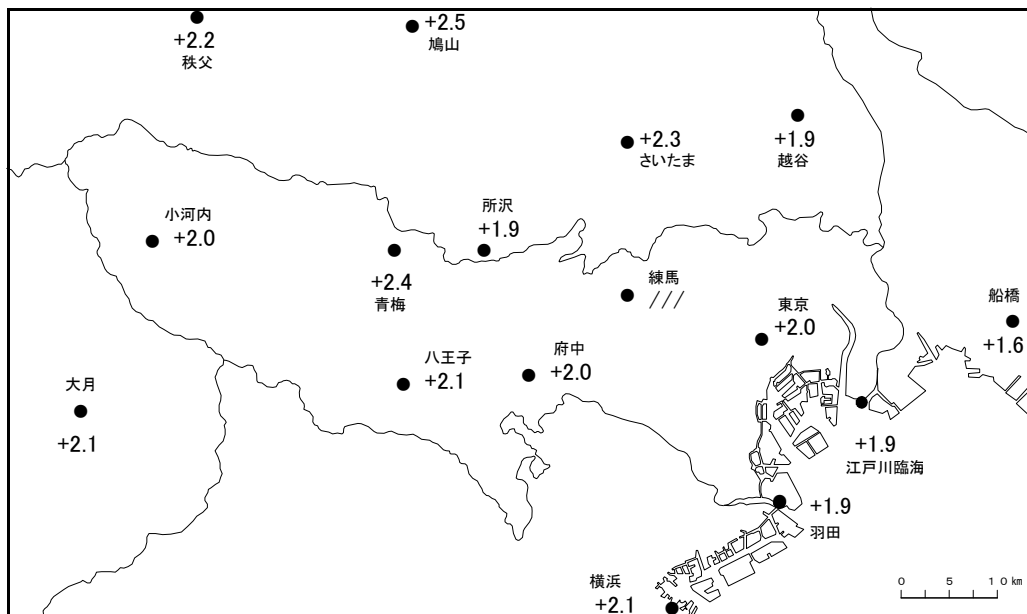 +2.2
秩父
+2.5
鳩山
+2.3
さいたま
+1.9
越谷
小河内
+2.0
所沢
+1.9
+2.4
青梅
練馬
///
東京
+2.0
船橋
+1.6
大月
+2.1
八王子
+2.1
府中
+2.0
+1.9
江戸川臨海
+1.9
羽田
横浜
+2.1
0 5 10km